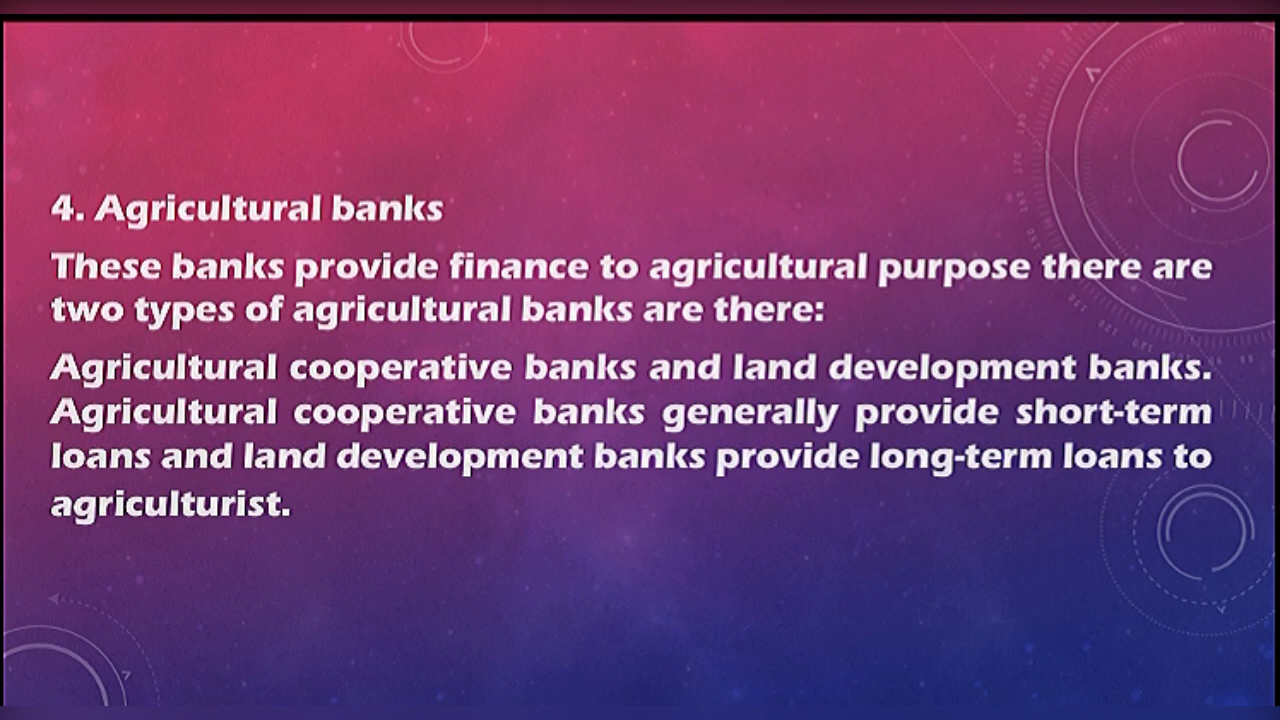 4. Agricultural banks
These banks provide finance to agricultural purpose there are
two types of agricultural banks are there:
Agricultural cooperative banks and land development banks.
Agricultural cooperative banks generally provide short-term
loans and land development banks provide long-term loans to
agriculturist.